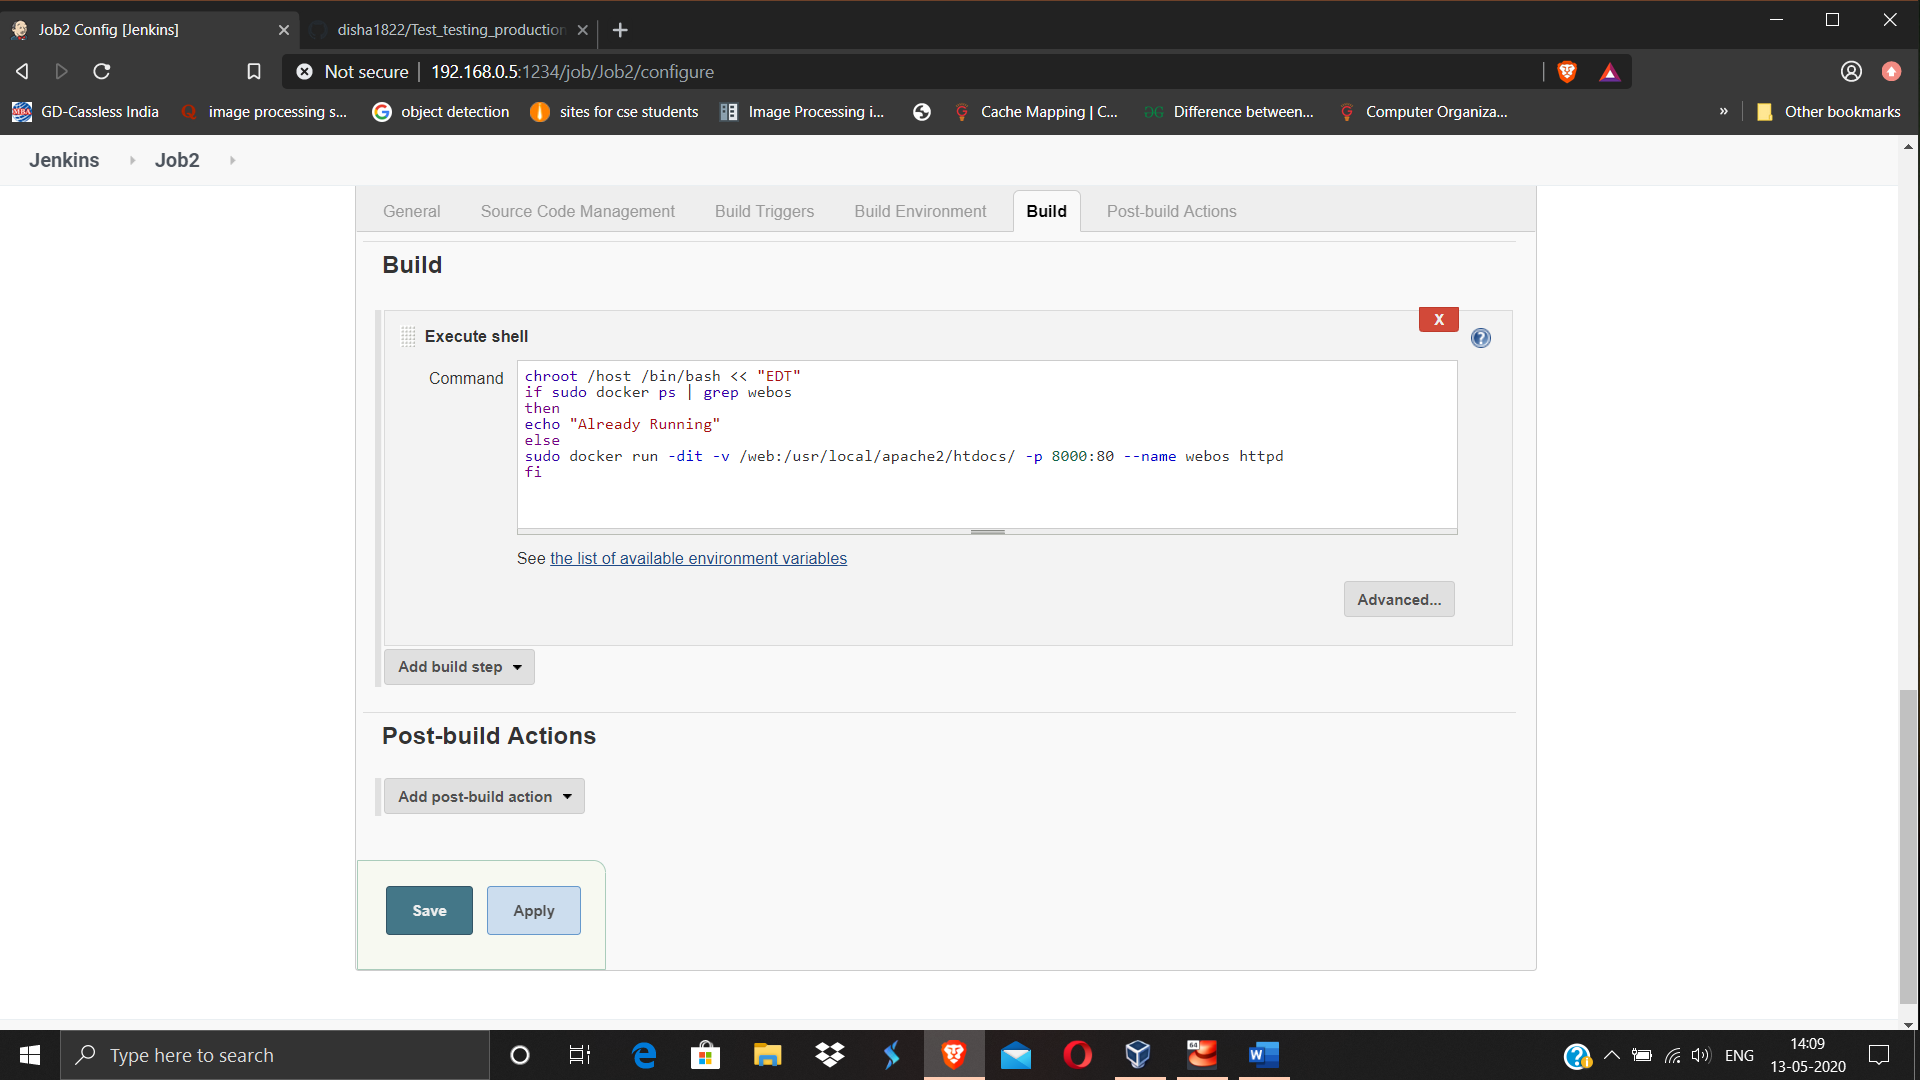 Job2 Config [Jenkins]
disha1822/Test_testing_production
Not secure
192.168.0.5:1234/job/Job2/configure
GD-Cassless India
image processing s...
object detection
sites for cse students
Image Processing i...
Cache Mapping | C...
Difference between...
Computer Organiza...
»
Other bookmarks
Jenkins
Job2
General
Source Code Management
Build Triggers
Build Environment
Build
Post-build Actions
Build
X
Execute shell
?
Command
chroot /host /bin/bash << "EDT"
if sudo docker ps | grep webos
then
echo "Already Running"
else
sudo docker run -dit -v /web:/usr/local/apache2/htdocs/ -p 8000:80 --name webos httpd
fi
See the list of available environment variables
Advanced...
Add build step
Post-build Actions
Add post-build action
Save
Apply
Type here to search
64
W
ENG
14:09
13-05-2020